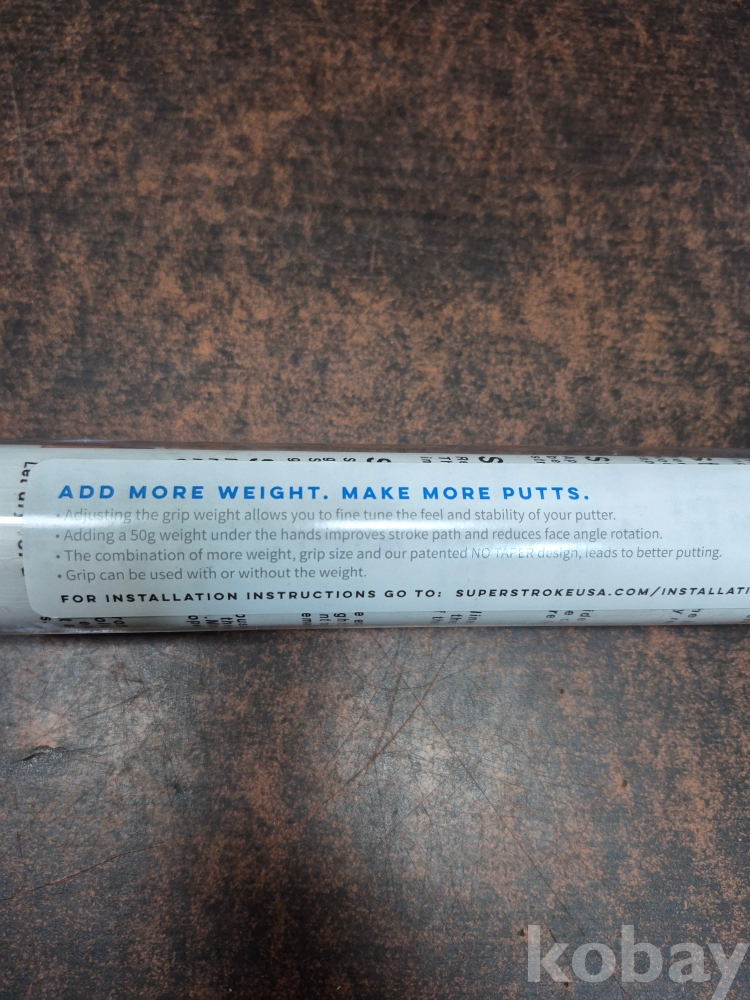 ADD MORE WEIGHT. MAKE MORE PUTTS.
• Adjusting the grip weight allows you to fine tune the feel and stability of your putter.
• Adding a 50g weight under the hands improves stroke path and reduces face angle rotation.
• The combination of more weight, grip size and our patented NO TAPER design, leads to better putting.
• Grip can be used with or without the weight.
FOR INSTALLATION INSTRUCTIONS GO TO: SUPERSTROKEUSA.COM/INSTALLATI
kobay